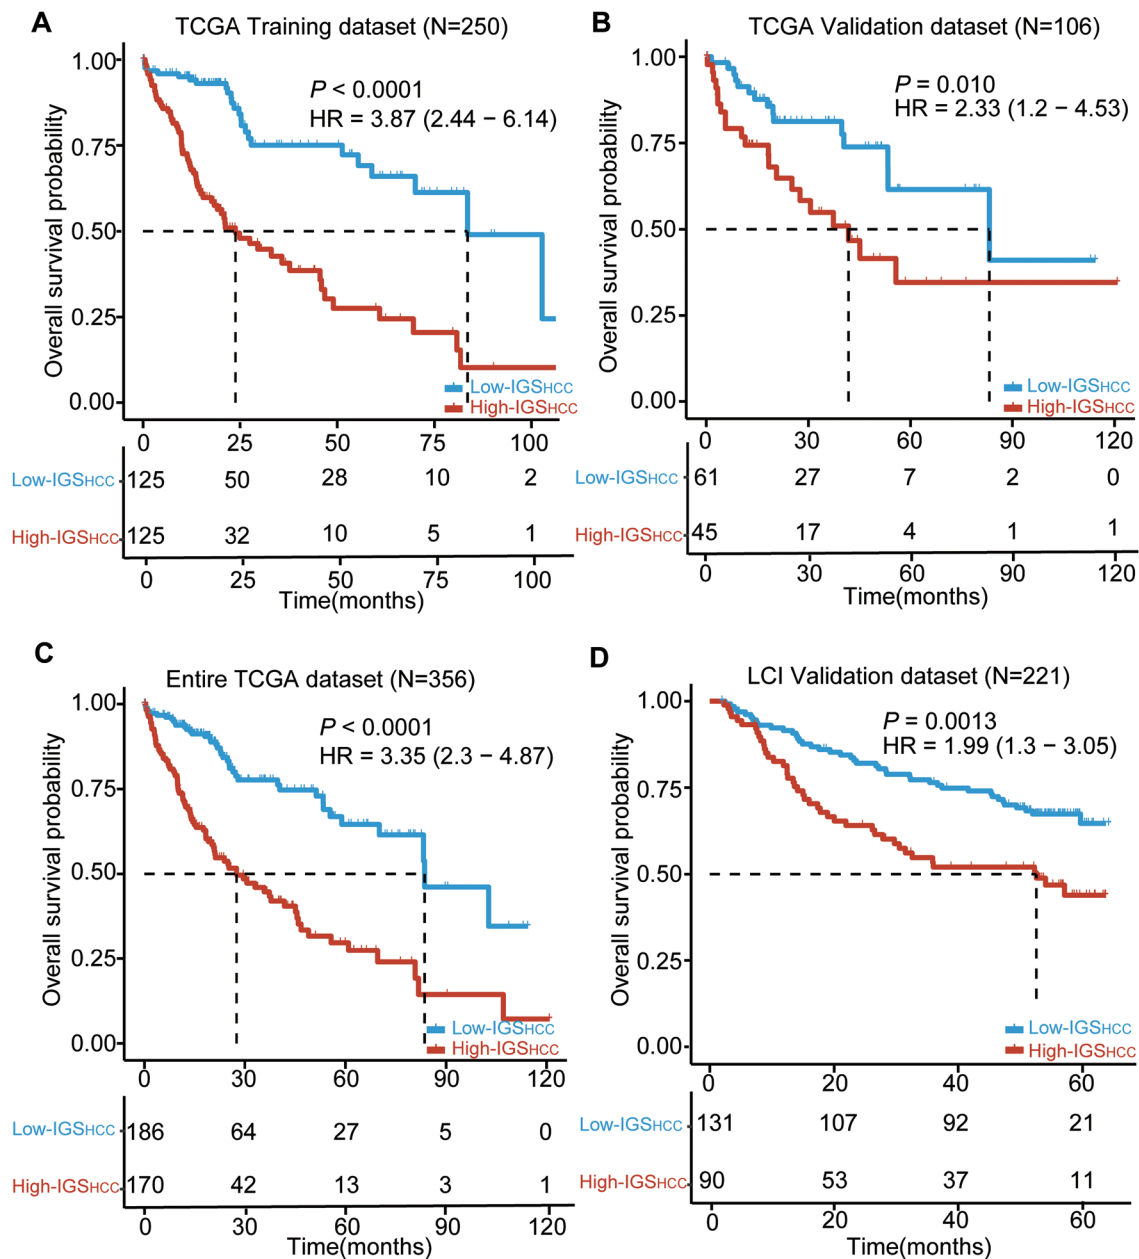 A
TCGA Training dataset (N=250)
Overall survival probability
1.00
0.75
0.50
0.25
0.00
P < 0.0001
HR = 3.87 (2.44 − 6.14)
Low-IGSHCC
High-IGSHCC
0 25 50 75 100
Low-IGSHCC 125 50 28 10 2
High-IGSHCC 125 32 10 5 1
0 25 50 75 100
Time(months)
B
TCGA Validation dataset (N=106)
Overall survival probability
1.00
0.75
0.50
0.25
0.00
P = 0.010
HR = 2.33 (1.2 − 4.53)
Low-IGSHCC
High-IGSHCC
0 30 60 90 120
Low-IGSHCC 61 27 7 2 0
High-IGSHCC 45 17 4 1 1
0 30 60 90 120
Time(months)
C
Entire TCGA dataset (N=356)
Overall survival probability
1.00
0.75
0.50
0.25
0.00
P < 0.0001
HR = 3.35 (2.3 − 4.87)
Low-IGSHCC
High-IGSHCC
0 30 60 90 120
Low-IGSHCC 186 64 27 5 0
High-IGSHCC 170 42 13 3 1
0 30 60 90 120
Time(months)
D
LCI Validation dataset (N=221)
Overall survival probability
1.00
0.75
0.50
0.25
0.00
P = 0.0013
HR = 1.99 (1.3 − 3.05)
Low-IGSHCC
High-IGSHCC
0 20 40 60
Low-IGSHCC 131 107 92 21
High-IGSHCC 90 53 37 11
0 20 40 60
Time(months)